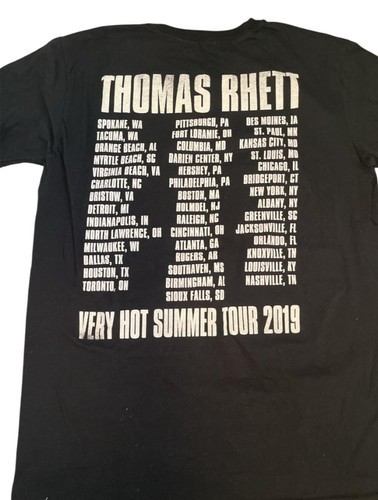 THOMAS RHETT
SPOKANE, WA
TACOMA, WA
ORANGE BEACH, AL
MYRTLE BEACH, SC
VIRGINIA BEACH, VA
CHARLOTTE, NC
BRISTOW, VA
DETROIT, MI
INDIANAPOLIS, IN
NORTH LAWRENCE, OH
MILWAUKEE, WI
DALLAS, TX
HOUSTON, TX
TORONTO, ON
PITTSBURGH, PA
FORT LORAMIE, OH
COLUMBIA, MD
DARIEN CENTER, NY
HERSHEY, PA
PHILADELPHIA, PA
BOSTON, MA
HOLMDEL, NJ
RALEIGH, NC
CINCINNATI, OH
ATLANTA, GA
ROGERS, AR
SOUTHAVEN, MS
BIRMINGHAM, AL
SIOUX FALLS, SD
DES MOINES, IA
ST. PAUL, MN
KANSAS CITY, MO
ST. LOUIS, MO
CHICAGO, IL
BRIDGEPORT, CT
NEW YORK, NY
ALBANY, NY
GREENVILLE, SC
JACKSONVILLE, FL
ORLANDO, FL
KNOXVILLE, TN
LOUISVILLE, KY
NASHVILLE, TN
VERY HOT SUMMER TOUR 2019